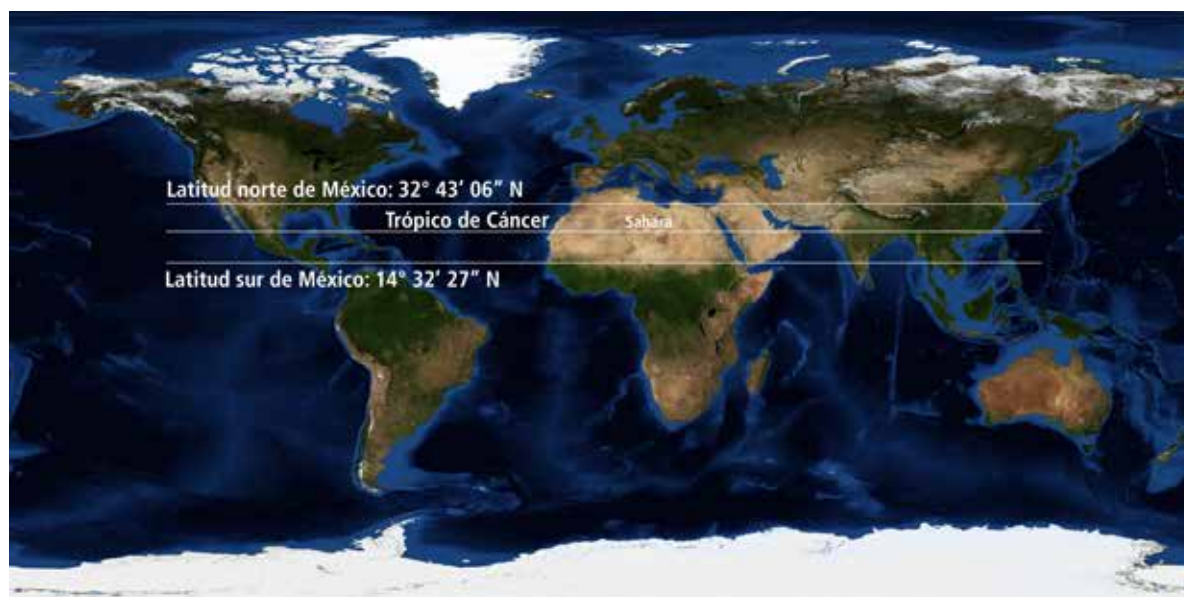 Latitud norte de México: 32° 43’ 06” N
Trópico de Cáncer
Sahara
Latitud sur de México: 14° 32’ 27” N